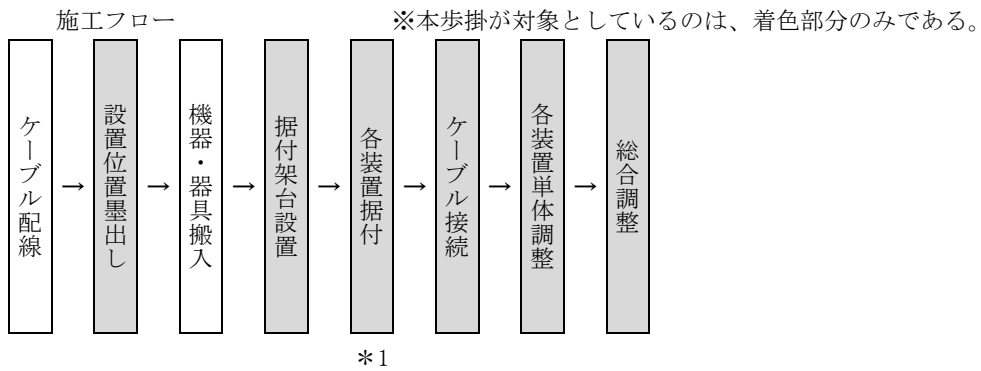 施工フロー
※本歩掛が対象としているのは、着色部分のみである。
ケーブル配線
→
設置位置墨出し
→
機器・器具搬入
→
据付架台設置
→
各装置据付
→
ケーブル接続
→
各装置単体調整
→
総合調整
＊1